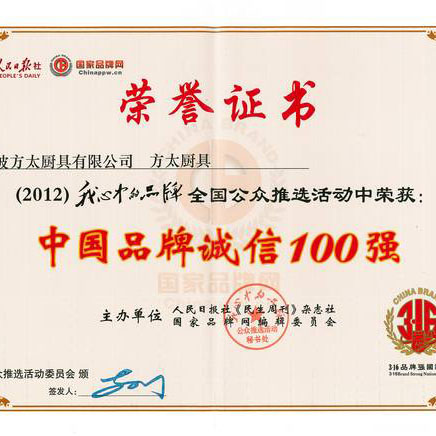 人民日报社
PEOPLE'S DAILY
国家品牌网
Chinappw.cn
荣誉证书
波方太厨具有限公司 方太厨具
(2012) 我心中的品牌 全国公众推选活动中荣获:
中国品牌诚信100强
CHINA BRAND
国家品牌网
主办单位 人民日报社《民生周刊》杂志社
国家品牌网编辑委员会
公众推选活动
秘书处
CHINA BRAND
316
3·16品牌强国
3·16Brand Strong Nation
众推选活动委员会 颁
签发人: